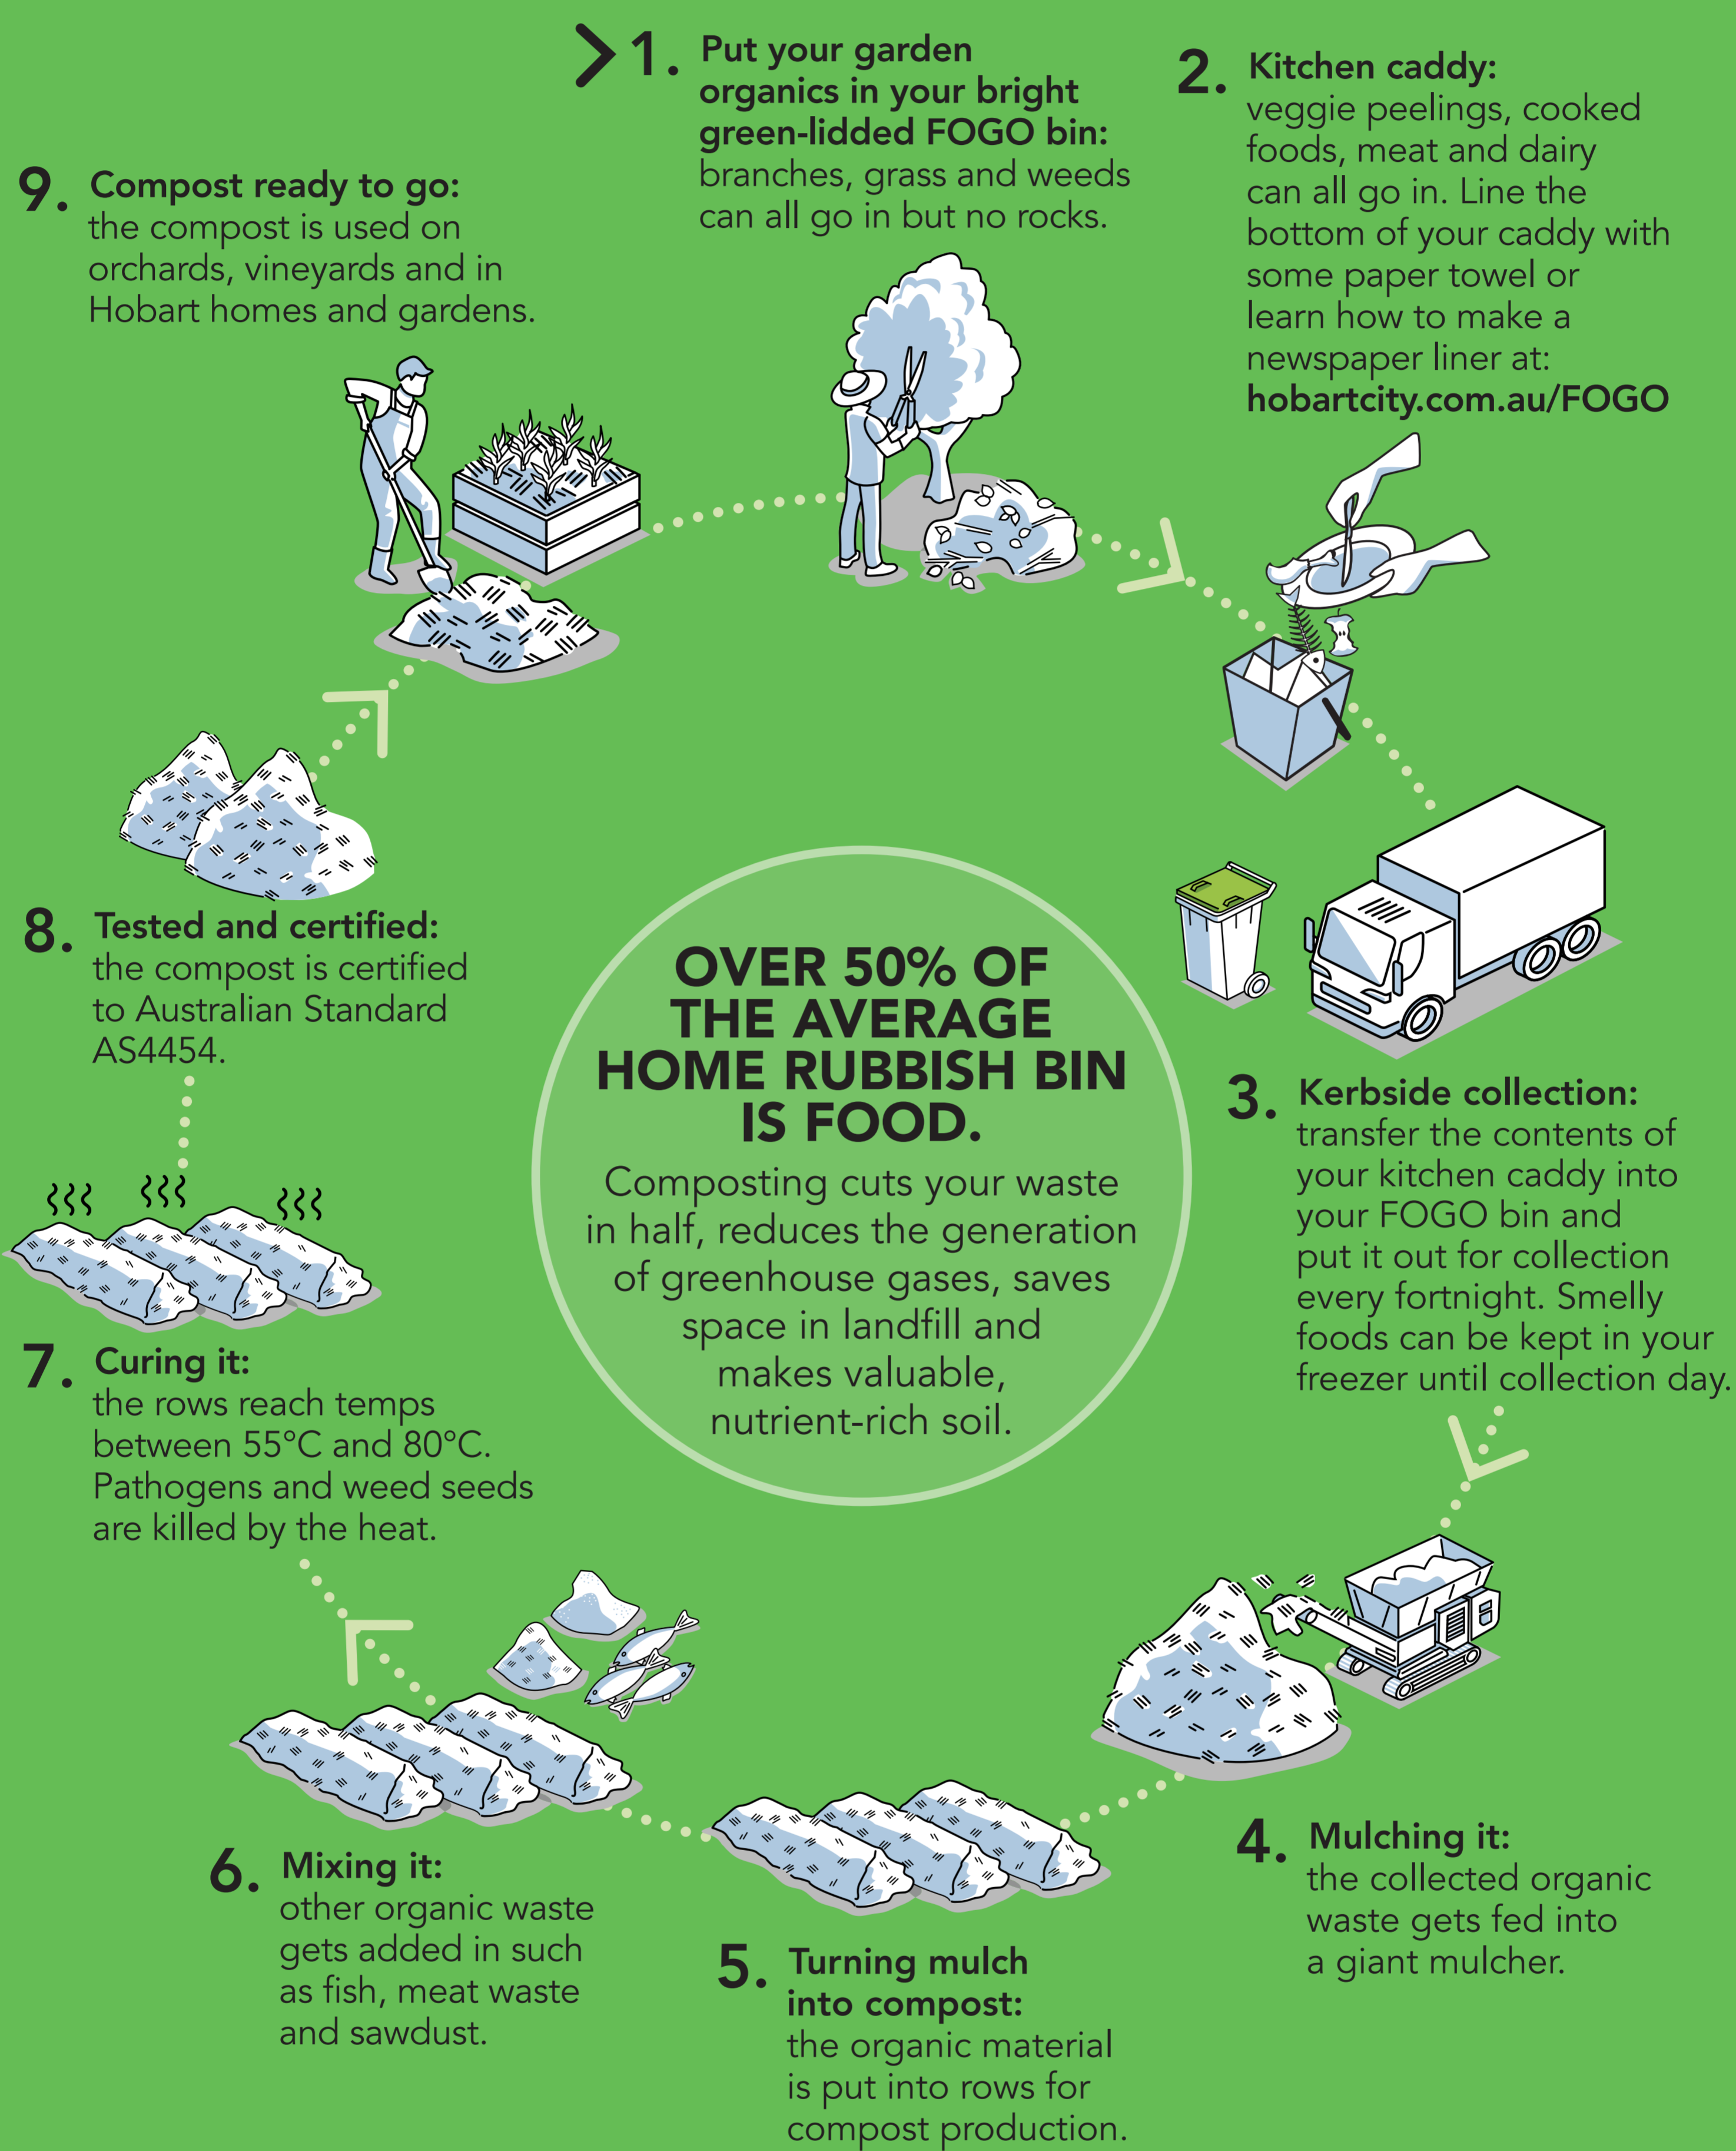 1. Put your garden
organics in your bright
green-lidded FOGO bin:
branches, grass and weeds
can all go in but no rocks.
2. Kitchen caddy:
veggie peelings, cooked
foods, meat and dairy
can all go in. Line the
bottom of your caddy with
some paper towel or
learn how to make a
newspaper liner at:
hobartcity.com.au/FOGO
3. Kerbside collection:
transfer the contents of
your kitchen caddy into
your FOGO bin and
put it out for collection
every fortnight. Smelly
foods can be kept in your
freezer until collection day.
4. Mulching it:
the collected organic
waste gets fed into
a giant mulcher.
5. Turning mulch
into compost:
the organic material
is put into rows for
compost production.
6. Mixing it:
other organic waste
gets added in such
as fish, meat waste
and sawdust.
7. Curing it:
the rows reach temps
between 55°C and 80°C.
Pathogens and weed seeds
are killed by the heat.
8. Tested and certified:
the compost is certified
to Australian Standard
AS4454.
9. Compost ready to go:
the compost is used on
orchards, vineyards and in
Hobart homes and gardens.
OVER 50% OF
THE AVERAGE
HOME RUBBISH BIN
IS FOOD.
Composting cuts your waste
in half, reduces the generation
of greenhouse gases, saves
space in landfill and
makes valuable,
nutrient-rich soil.